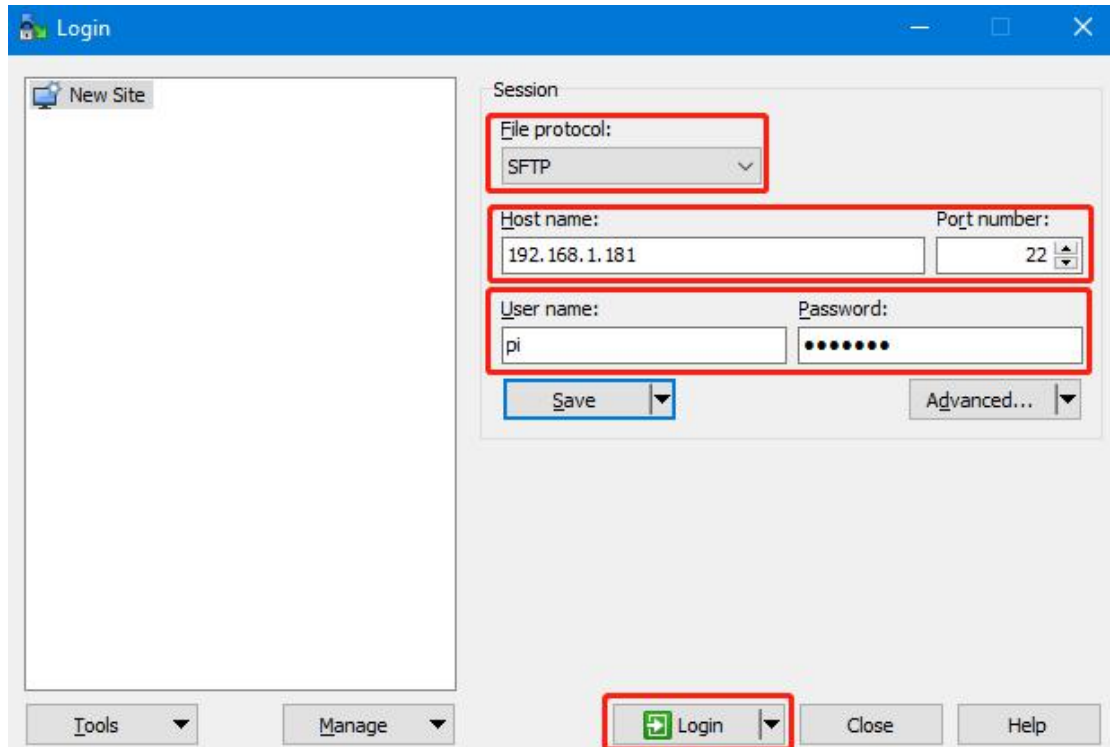 Login
New Site
Session
File protocol:
SFTP
Host name:
Port number:
192.168.1.181
22
User name:
Password:
pi
●●●●●●●
Save
Advanced...
Tools
Manage
Login
Close
Help